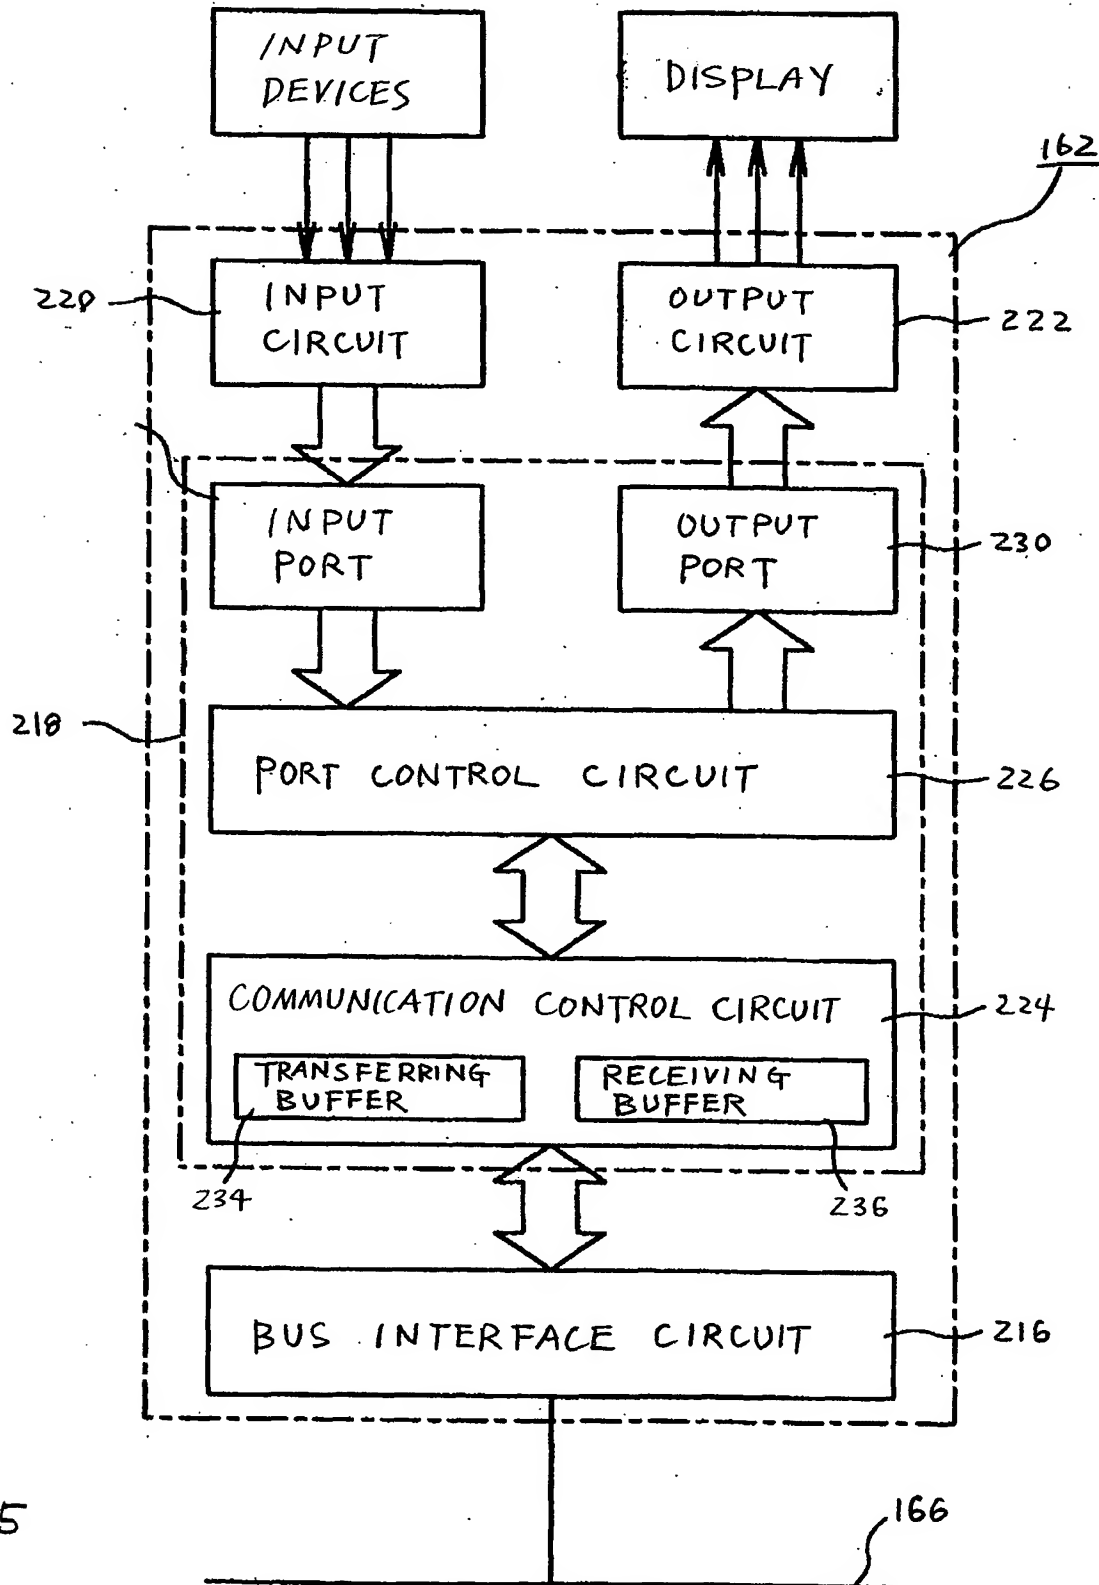 INPUT
DEVICES
DISPLAY
162
220
INPUT
CIRCUIT
OUTPUT
CIRCUIT
222
INPUT
PORT
OUTPUT
PORT
230
218
PORT CONTROL CIRCUIT
226
COMMUNICATION CONTROL CIRCUIT
224
TRANSFERRING
BUFFER
RECEIVING
BUFFER
234
236
BUS INTERFACE CIRCUIT
216
5
166